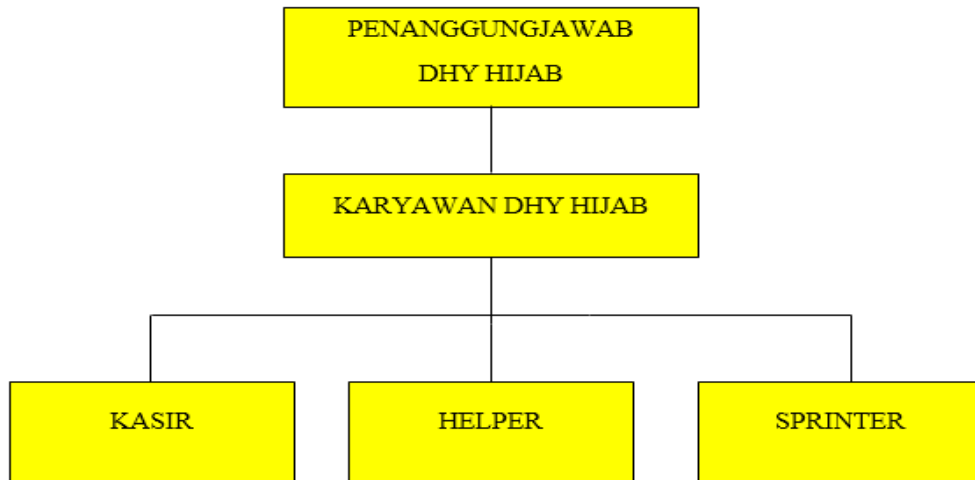 PENANGGUNGJAWAB
DHY HIJAB
KARYAWAN DHY HIJAB
KASIR
HELPER
SPRINTER